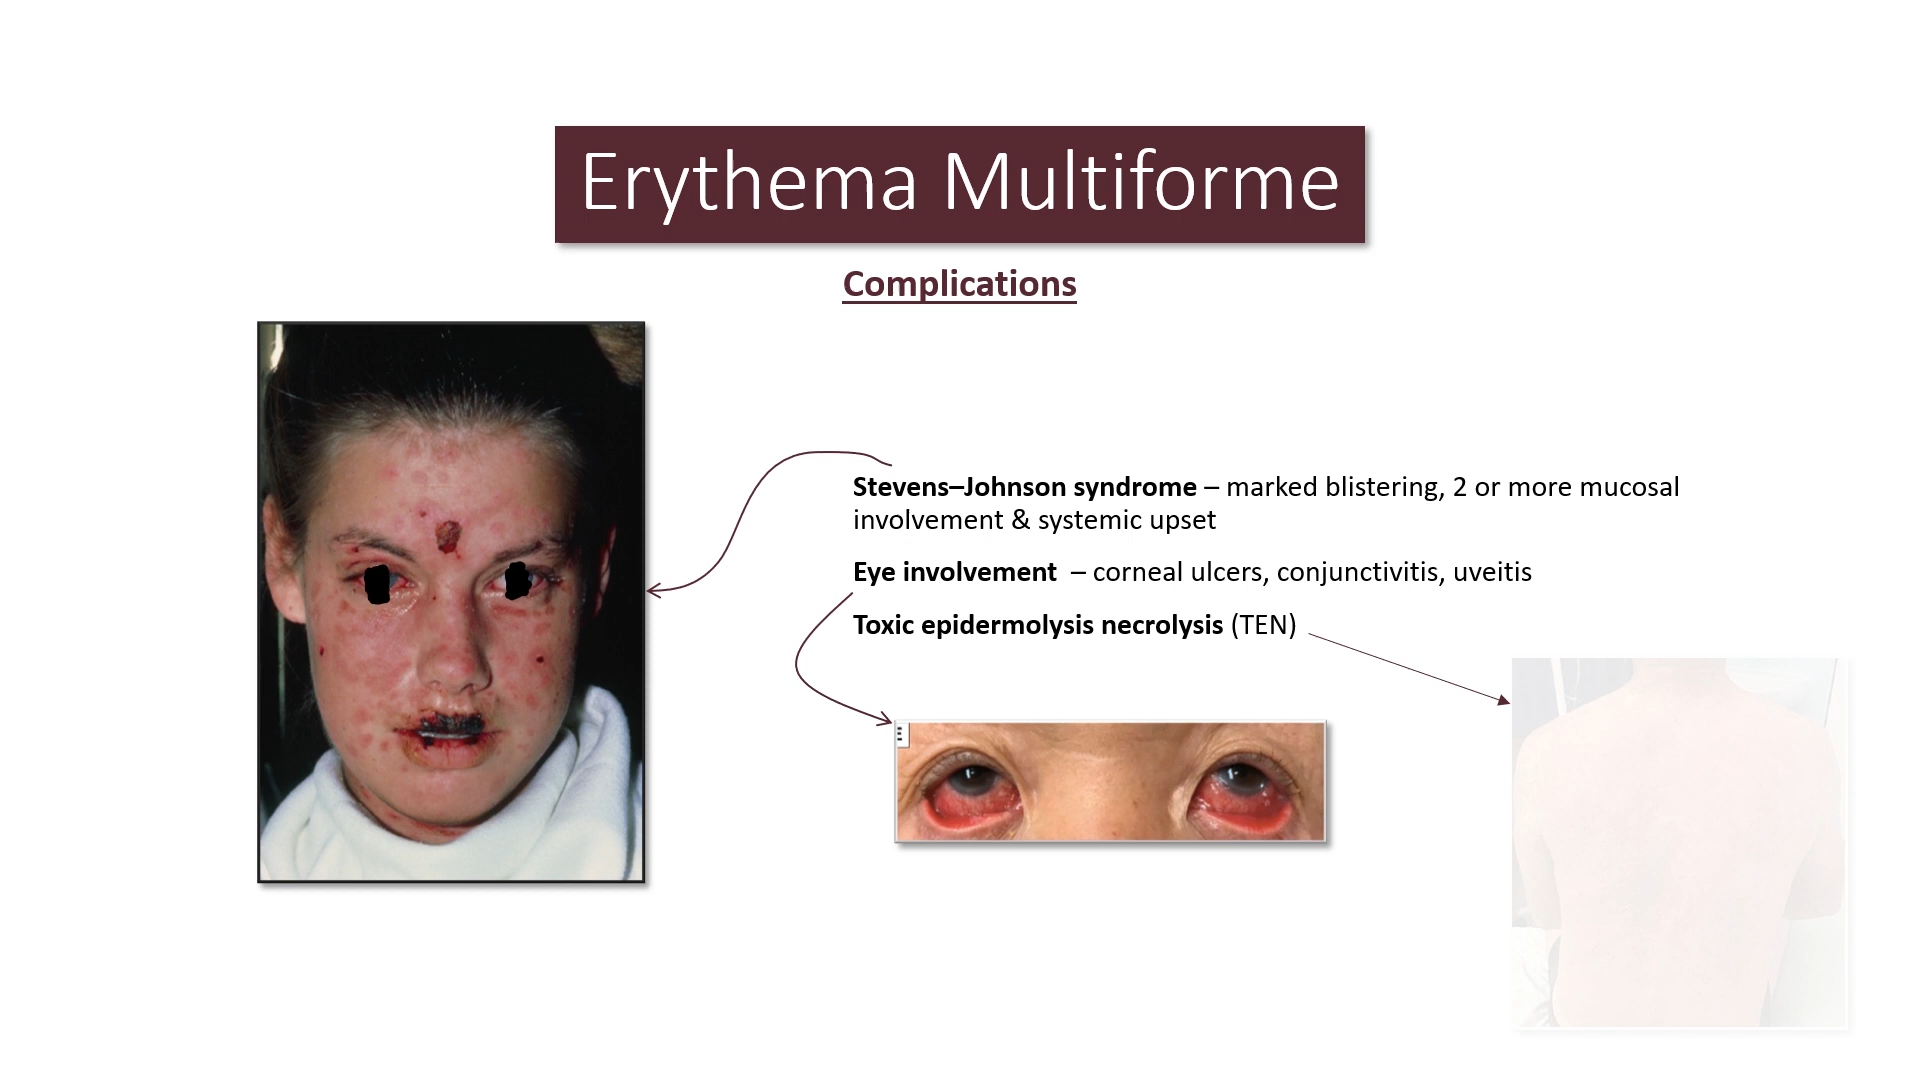 Erythema Multiforme
Complications
Stevens–Johnson syndrome – marked blistering, 2 or more mucosal
involvement & systemic upset
Eye involvement – corneal ulcers, conjunctivitis, uveitis
Toxic epidermolysis necrolysis (TEN)